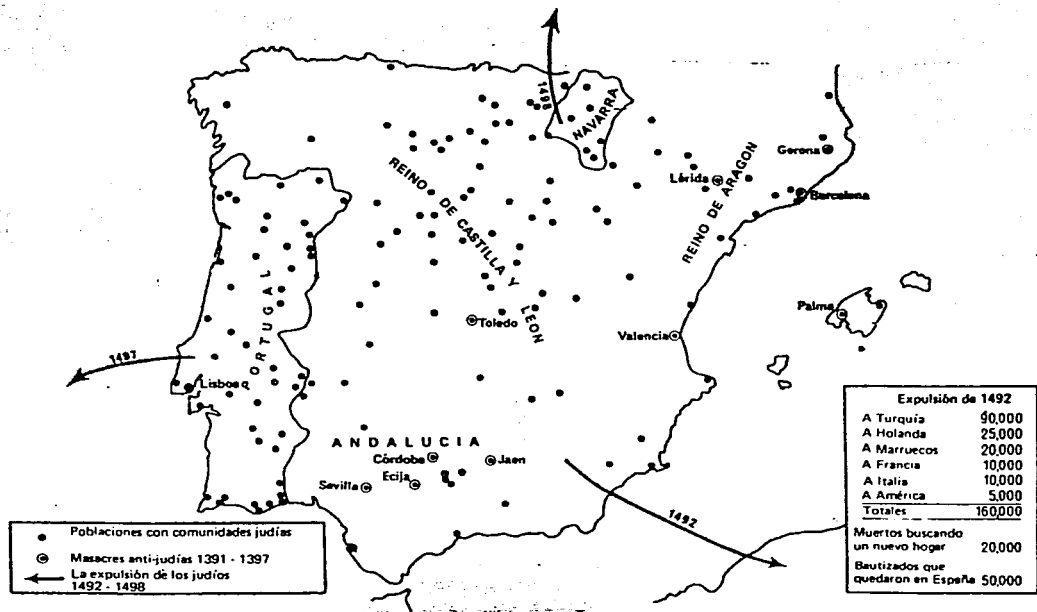 1498
NAVARRA
REINO DE CASTILLA Y LEON
REINO DE ARAGON
Gerona
Lérida
Barcelona
PORTUGAL
Toledo
Valencia
Palma
1497
Lisboa
ANDALUCIA
Córdoba
Jaen
Ecija
Sevilla
1492
Expulsión de 1492
A Turquía 90,000
A Holanda 25,000
A Marruecos 20,000
A Francia 10,000
A Italia 10,000
A América 5,000
Totales 160,000
Muertos buscando
un nuevo hogar 20,000
Bautizados que
quedaron en España 50,000
Poblaciones con comunidades judías
Masacres anti-judías 1391 - 1397
La expulsión de los judíos
1492 - 1498